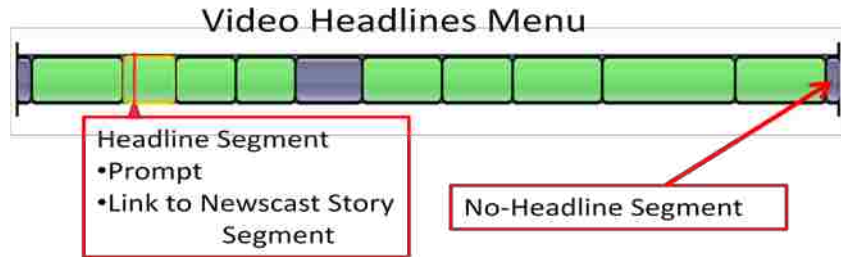 Video Headlines Menu
Headline Segment
•Prompt
•Link to Newscast Story
Segment
No-Headline Segment